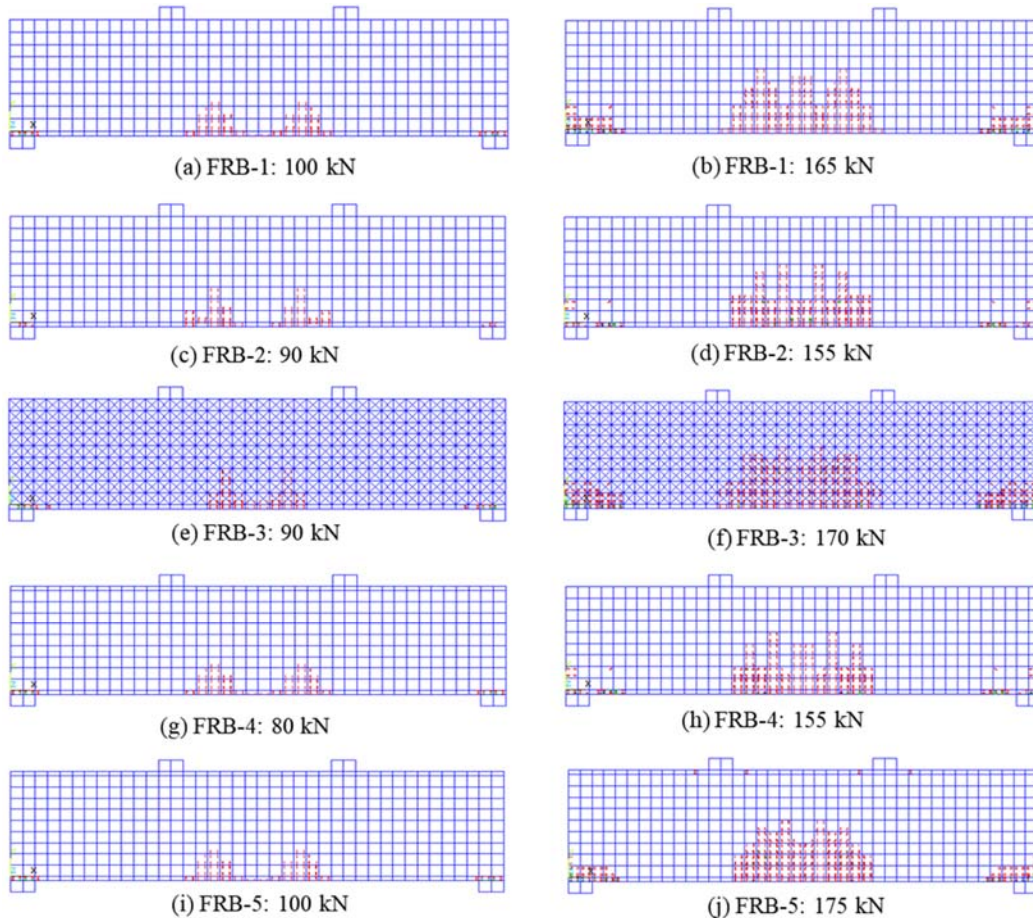 (a) FRB-1: 100 kN
(b) FRB-1: 165 kN
(c) FRB-2: 90 kN
(d) FRB-2: 155 kN
(e) FRB-3: 90 kN
(f) FRB-3: 170 kN
(g) FRB-4: 80 kN
(h) FRB-4: 155 kN
(i) FRB-5: 100 kN
(j) FRB-5: 175 kN